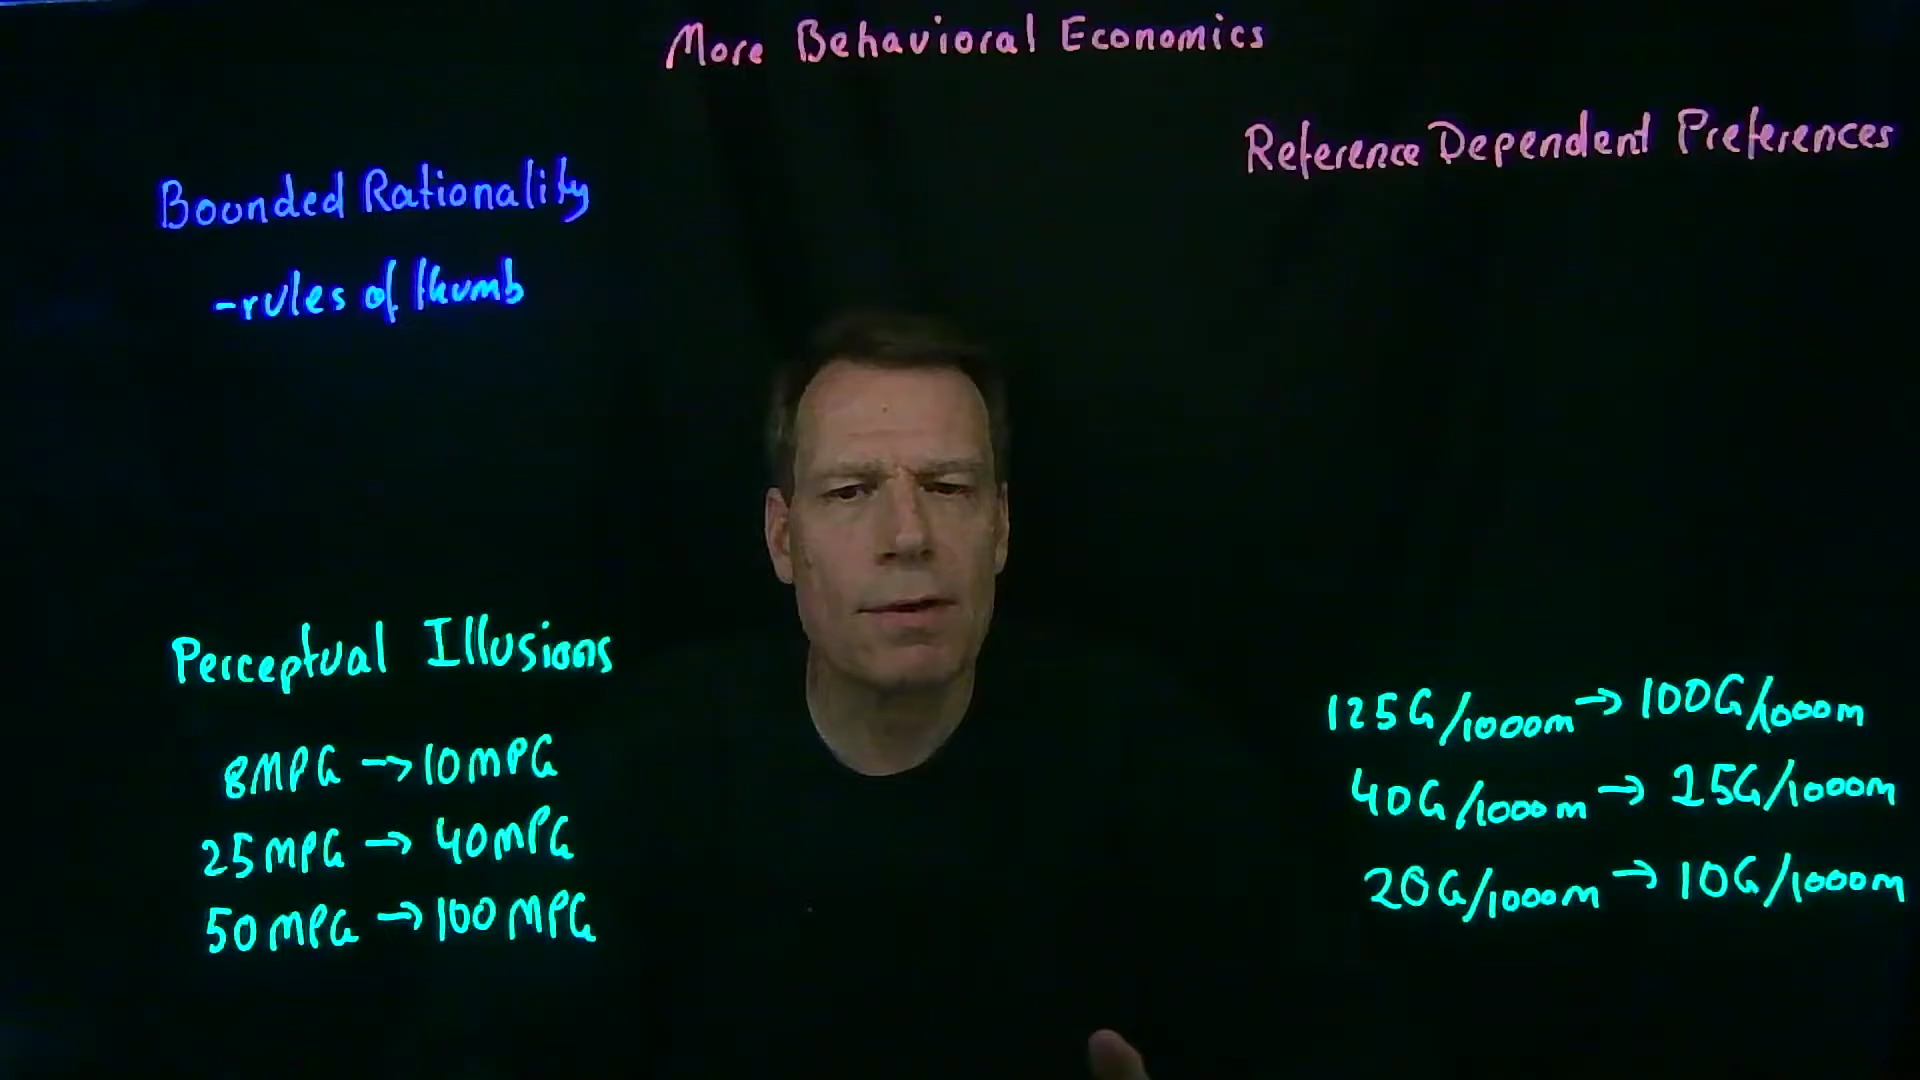 More Behavioral Economics
Reference Dependent Preferences
Bounded Rationality
-rules of thumb
Perceptual Illusions
8MPG → 10MPG
25MPG → 40MPG
50MPG → 100MPG
125G/1000m → 100G/1000m
40G/1000m → 25G/1000m
20G/1000m → 10G/1000m